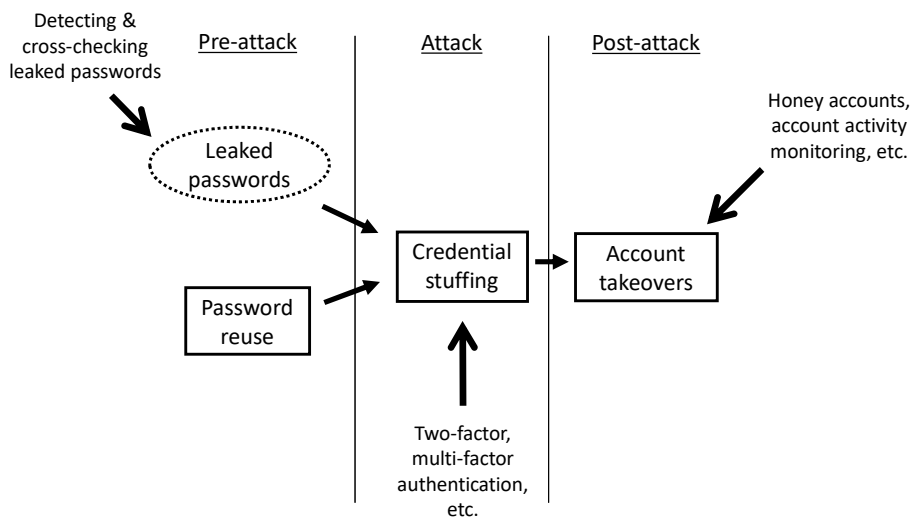 Detecting &
cross-checking
leaked passwords
Pre-attack
Attack
Post-attack
Honey accounts,
account activity
monitoring, etc.
Leaked
passwords
Credential
stuffing
Account
takeovers
Password
reuse
Two-factor,
multi-factor
authentication,
etc.